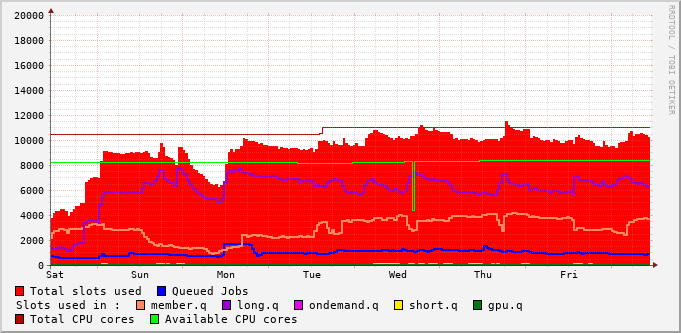 20000
18000
16000
14000
12000
10000
8000
6000
4000
2000
0
Sat Sun Mon Tue Wed Thu Fri
Total slots used Queued Jobs
Slots used in : member.q long.q ondemand.q short.q gpu.q
Total CPU cores Available CPU cores
RRDTOOL / TOBI OETIKER